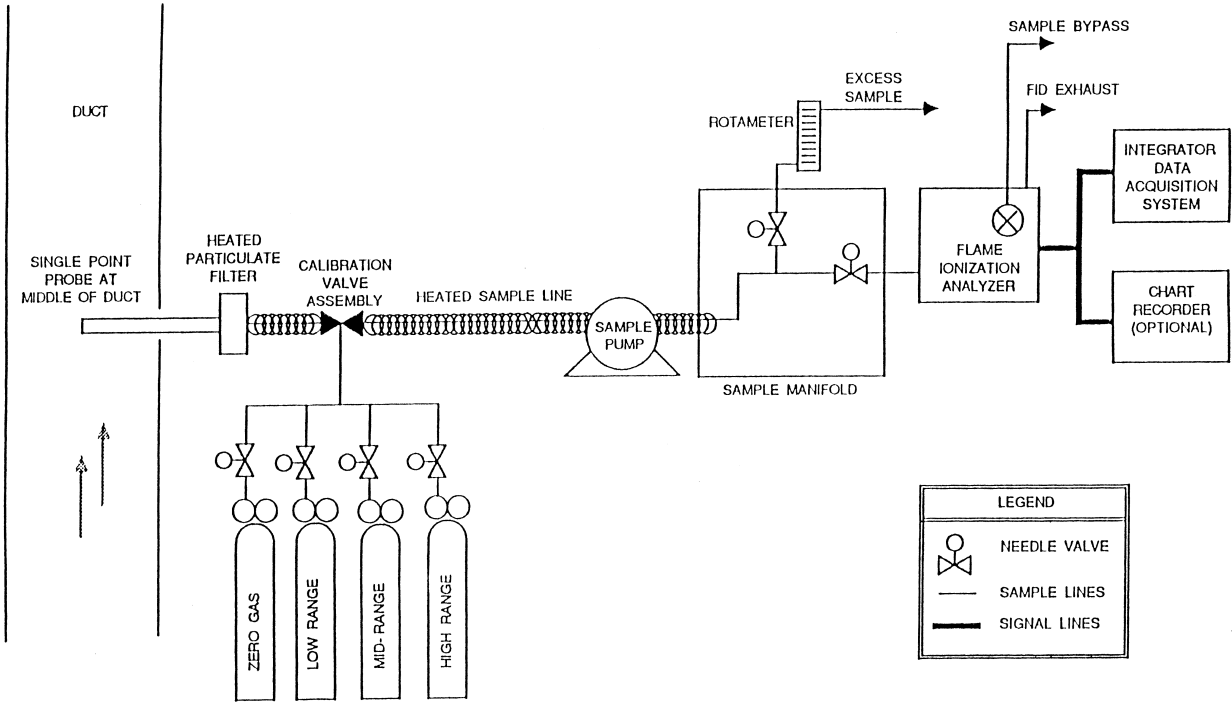 SAMPLE BYPASS
FID EXHAUST
EXCESS
SAMPLE
DUCT
ROTAMETER
INTEGRATOR
DATA
ACQUISITION
SYSTEM
HEATED
PARTICULATE
FILTER
SINGLE POINT
PROBE AT
MIDDLE OF DUCT
CALIBRATION
VALVE
ASSEMBLY
HEATED SAMPLE LINE
SAMPLE
PUMP
FLAME
IONIZATION
ANALYZER
CHART
RECORDER
(OPTIONAL)
SAMPLE MANIFOLD
ZERO GAS
LOW RANGE
MID-RANGE
HIGH RANGE
LEGEND
NEEDLE VALVE
SAMPLE LINES
SIGNAL LINES